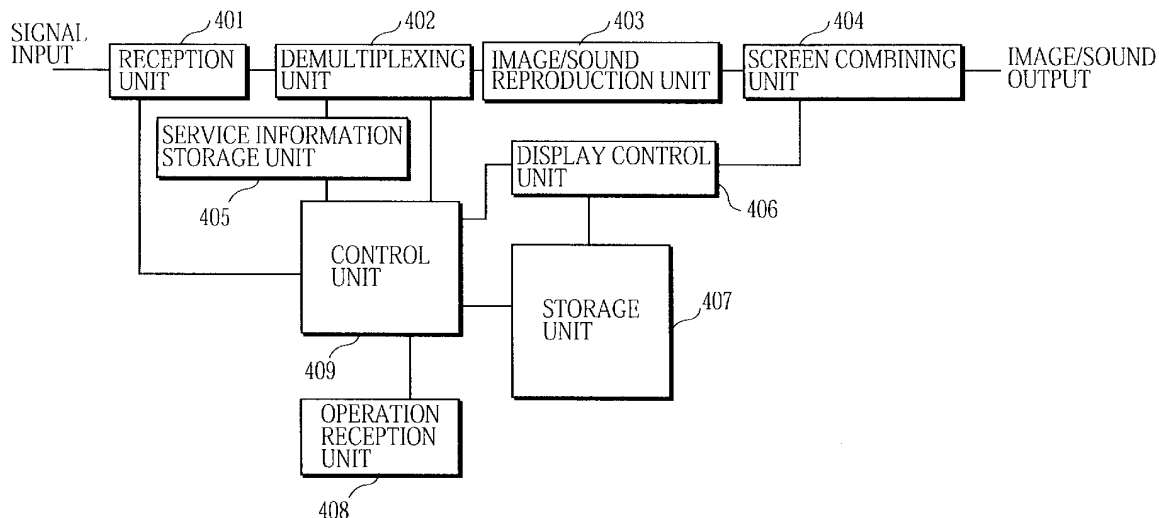 401
402
403
404
SIGNAL
INPUT
RECEPTION
UNIT
DEMULTIPLEXING
UNIT
IMAGE/SOUND
REPRODUCTION UNIT
SCREEN COMBINING
UNIT
IMAGE/SOUND
OUTPUT
SERVICE INFORMATION
STORAGE UNIT
405
DISPLAY CONTROL
UNIT
406
CONTROL
UNIT
409
STORAGE
UNIT
407
OPERATION
RECEPTION
UNIT
408